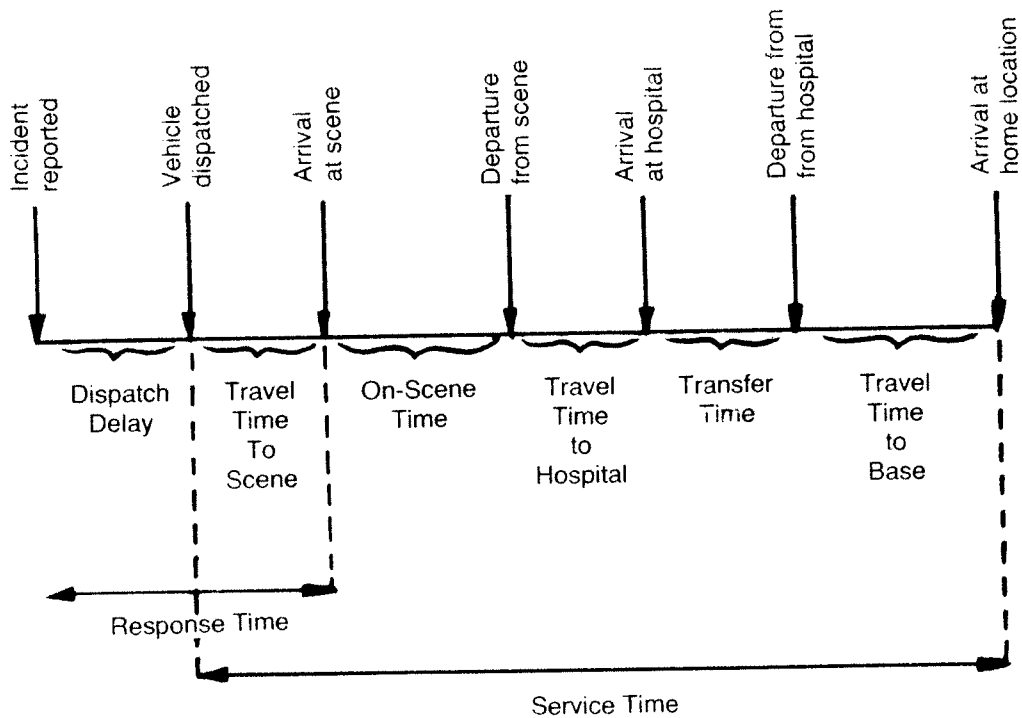 Incident
reported
Vehicle
dispatched
Arrival
at scene
Departure
from scene
Arrival
at hospital
Departure from
from hospital
Arrival at
home location
Dispatch
Delay
Travel
Time
To
Scene
On-Scene
Time
Travel
Time
to
Hospital
Transfer
Time
Travel
Time
to
Base
Response Time
Service Time